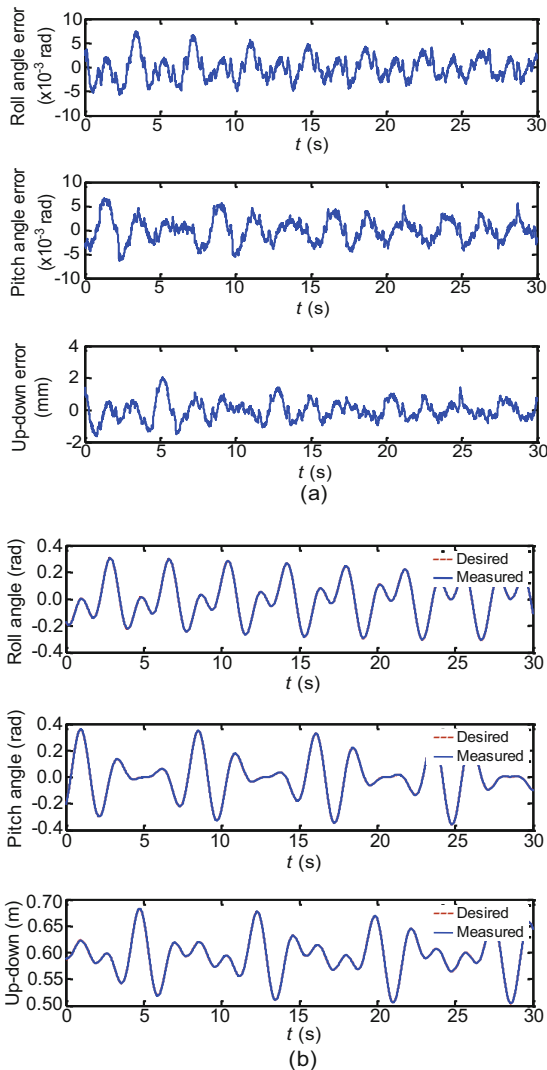 Roll angle error
(x10-3 rad)
10
5
0
-5
-10
0 5 10 15 20 25 30
t (s)
Pitch angle error
(x10-3 rad)
10
5
0
-5
-10
0 5 10 15 20 25 30
t (s)
Up-down error
(mm)
4
2
0
-2
0 5 10 15 20 25 30
t (s)
(a)
Roll angle (rad)
0.4
0.2
0.0
-0.2
-0.4
Desired
Measured
0 5 10 15 20 25 30
t (s)
Pitch angle (rad)
0.4
0.2
0.0
-0.2
-0.4
Desired
Measured
0 5 10 15 20 25 30
t (s)
Up-down (m)
0.70
0.65
0.60
0.55
0.50
Desired
Measured
0 5 10 15 20 25 30
t (s)
(b)